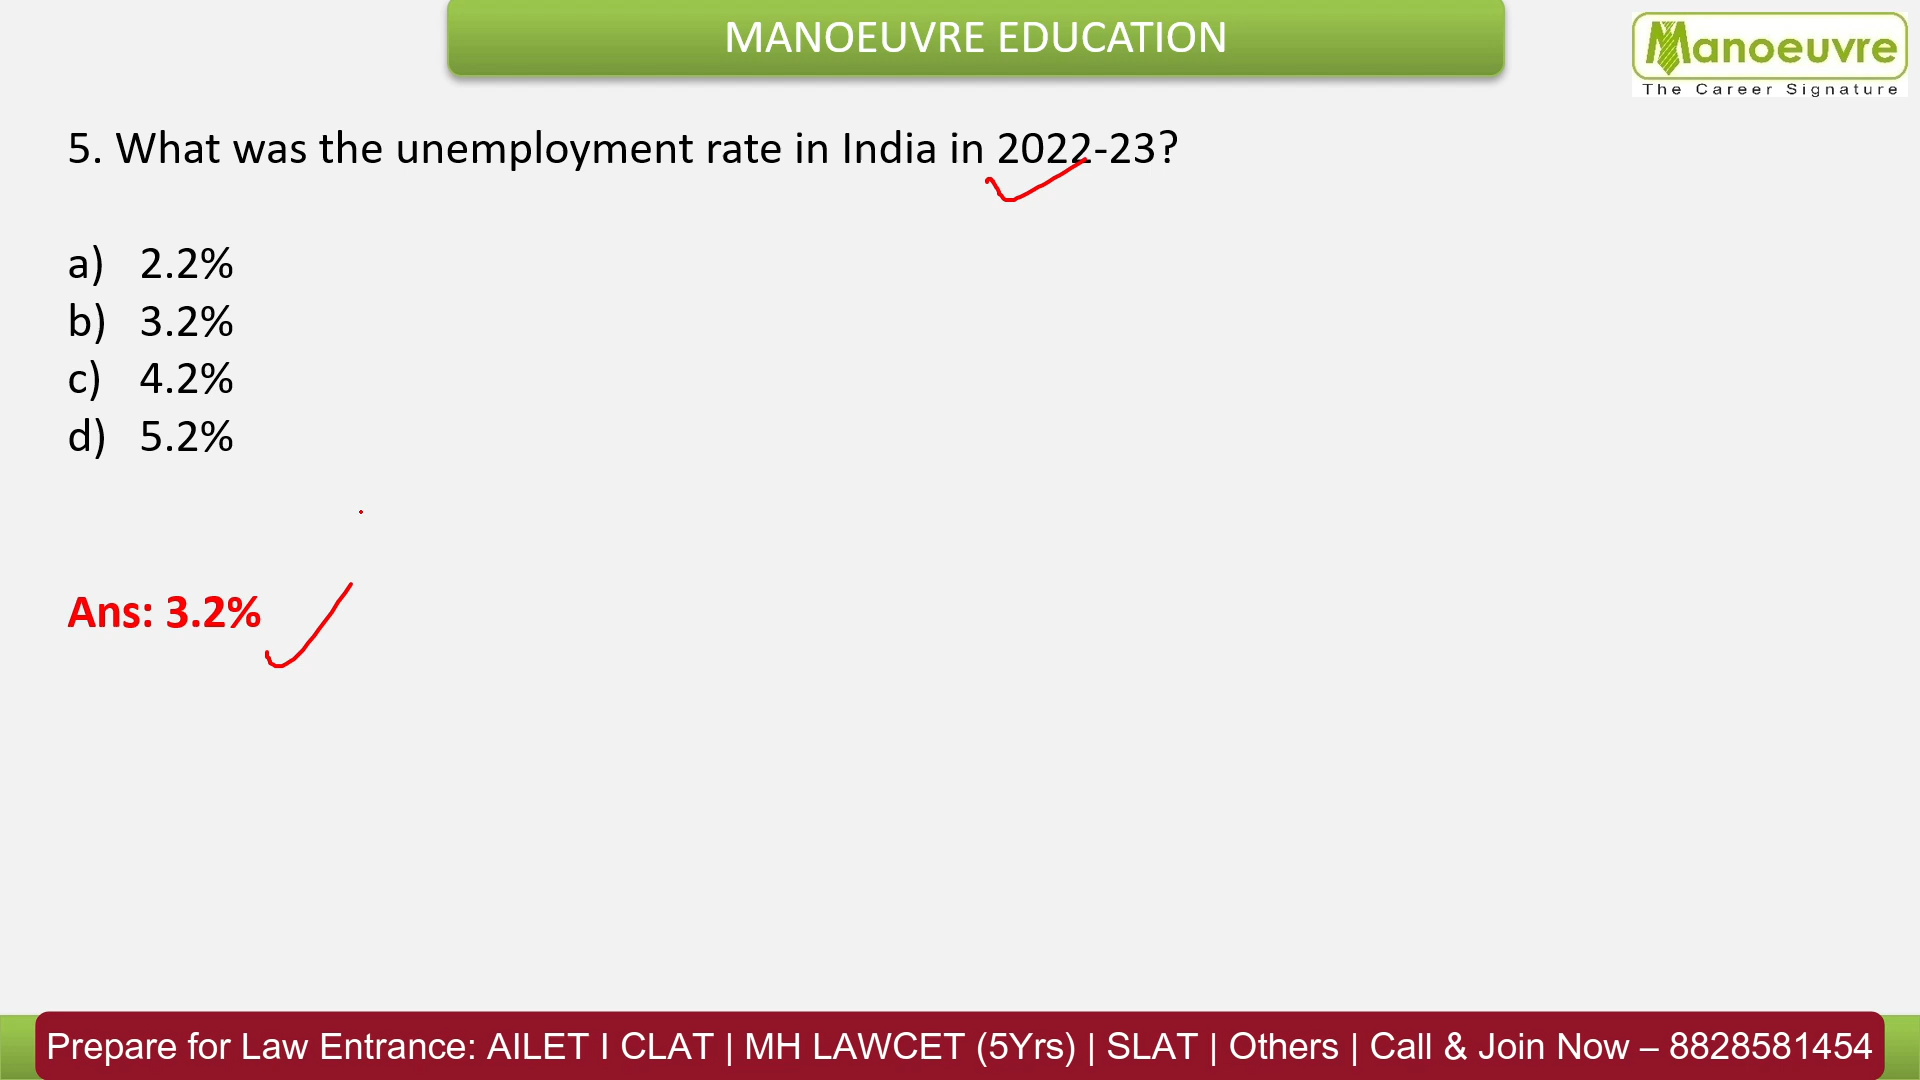 MANOEUVRE EDUCATION
Manoeuvre
The Career Signature
5. What was the unemployment rate in India in 2022-23?
a) 2.2%
b) 3.2%
c) 4.2%
d) 5.2%
Ans: 3.2%
Prepare for Law Entrance: AILET I CLAT | MH LAWCET (5Yrs) | SLAT | Others | Call & Join Now – 8828581454